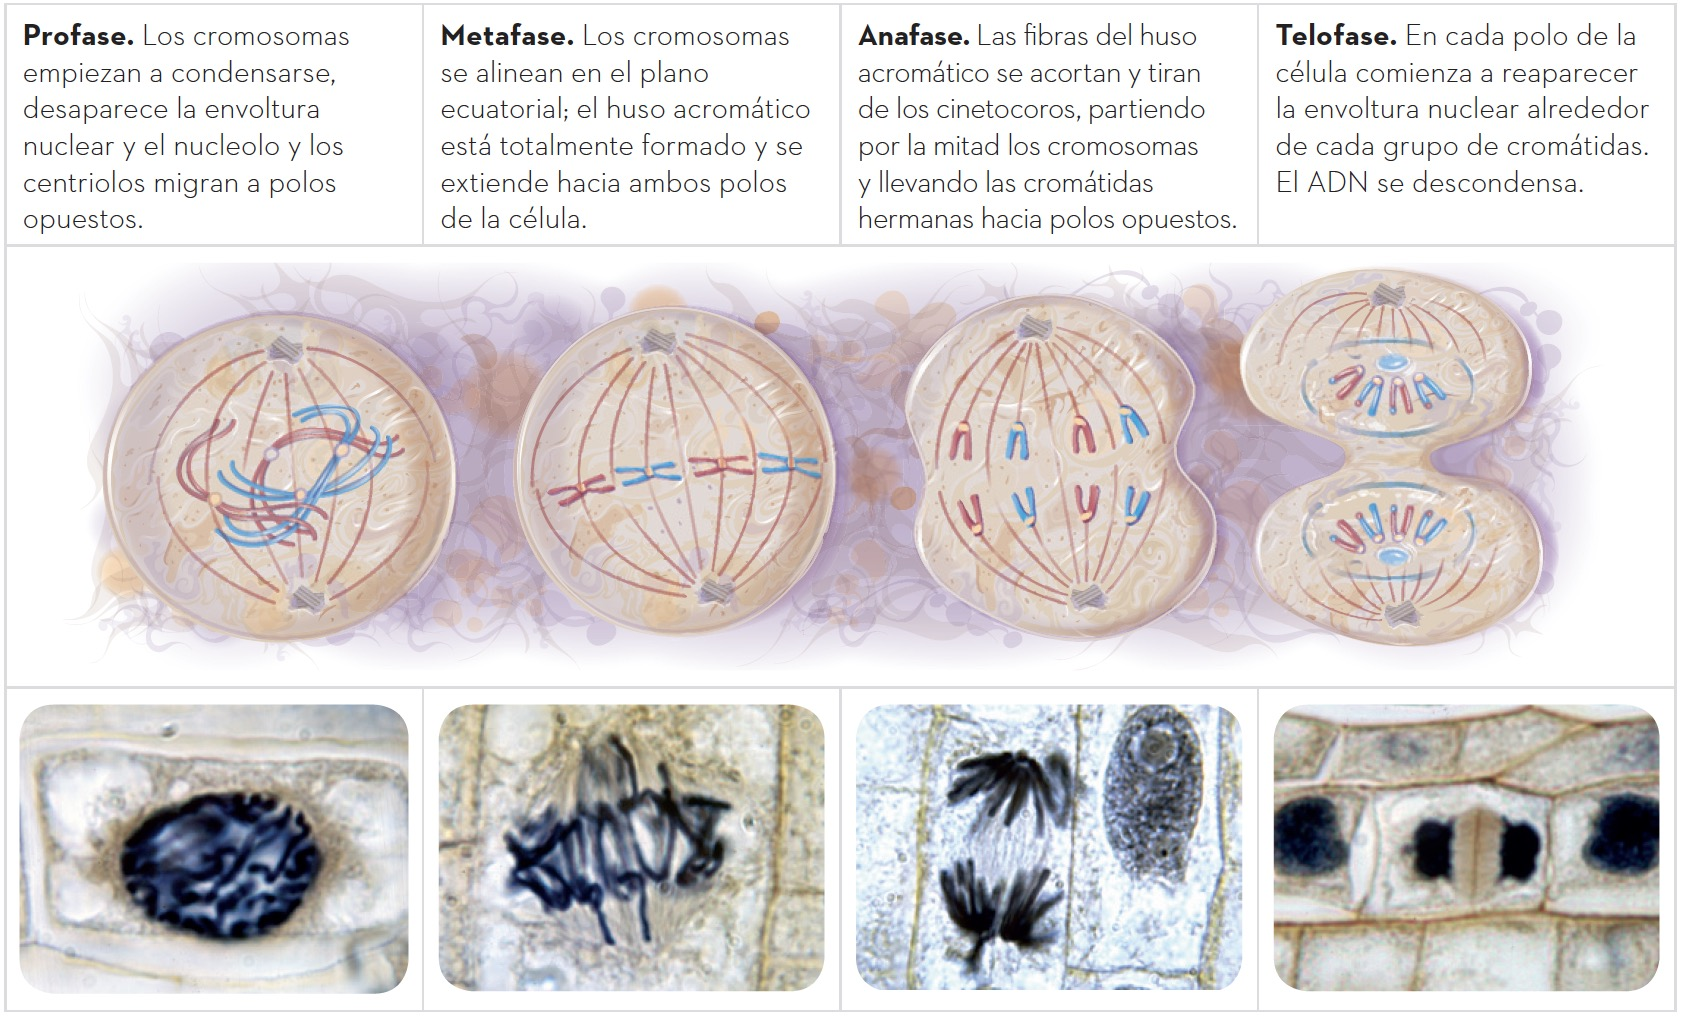 Profase. Los cromosomas
empiezan a condensarse,
desaparece la envoltura
nuclear y el nucleolo y los
centriolos migran a polos
opuestos.
Metafase. Los cromosomas
se alinean en el plano
ecuatorial; el huso acromático
está totalmente formado y se
extiende hacia ambos polos
de la célula.
Anafase. Las fibras del huso
acromático se acortan y tiran
de los cinetocoros, partiendo
por la mitad los cromosomas
y llevando las cromátidas
hermanas hacia polos opuestos.
Telofase. En cada polo de la
célula comienza a reaparecer
la envoltura nuclear alrededor
de cada grupo de cromátidas.
El ADN se descondensa.